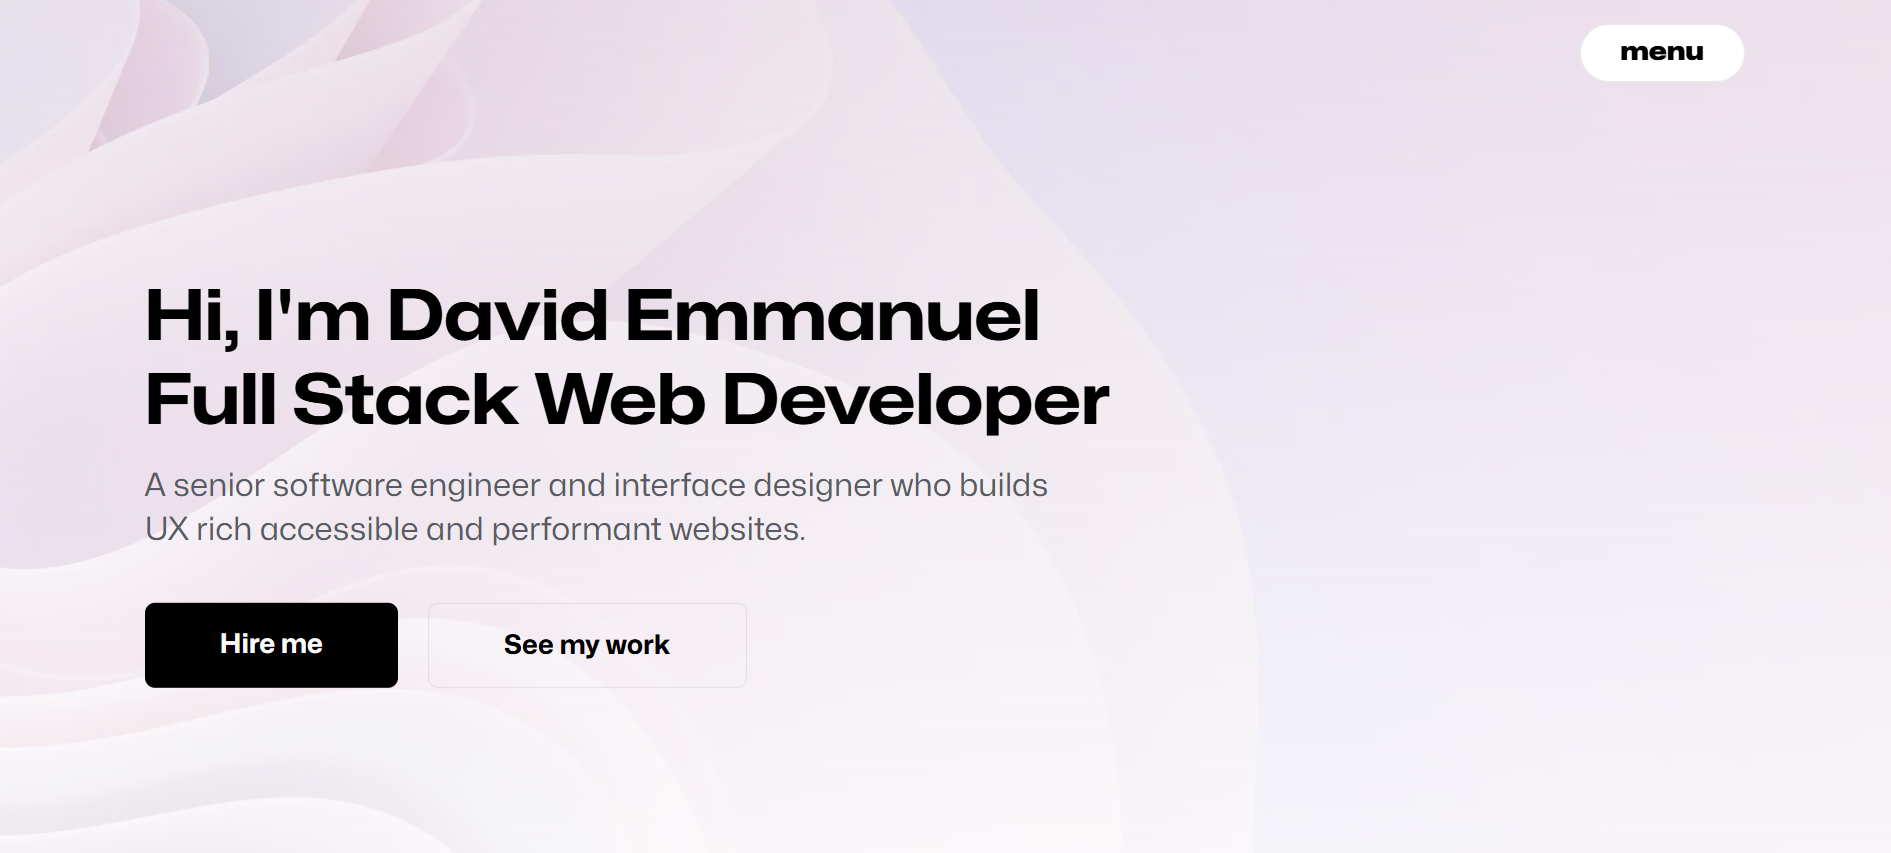 menu
Hi, I'm David Emmanuel
Full Stack Web Developer
A senior software engineer and interface designer who builds
UX rich accessible and performant websites.
Hire me
See my work